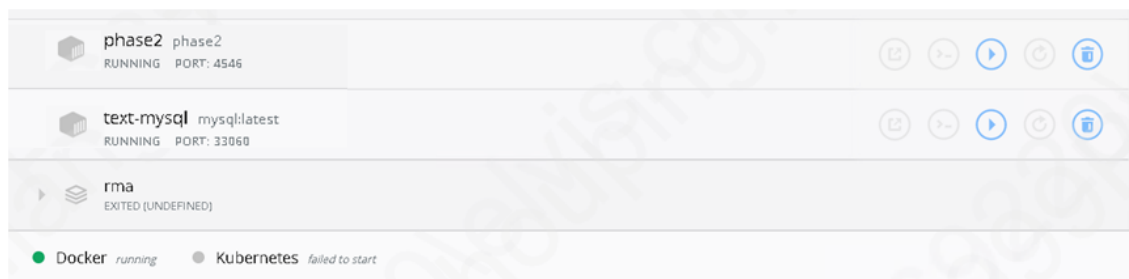 phase2 phase2
RUNNING PORT: 4546
text-mysql mysql:latest
RUNNING PORT: 33060
rma
EXITED (UNDEFINED)
Docker running Kubernetes failed to start